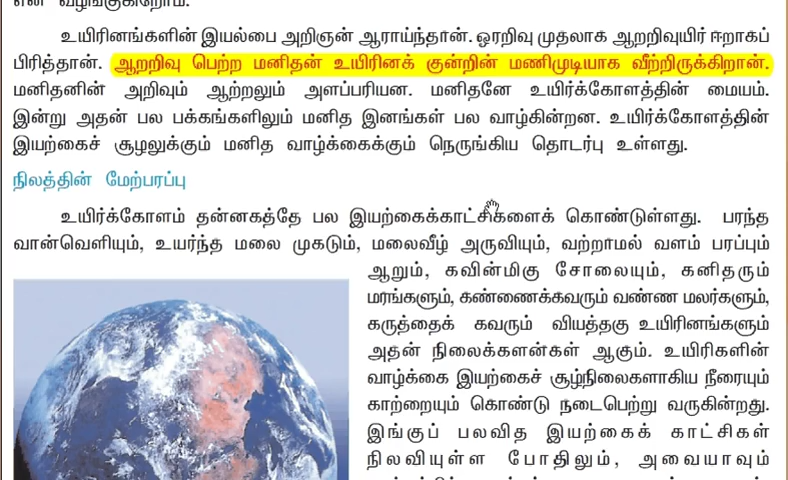 என வழங்குகிறோம்.
உயிரினங்களின் இயல்பை அறிஞன் ஆராய்ந்தான். ஓரறிவு முதலாக ஆறறிவுயிர் ஈறாகப்
பிரித்தான். ஆறறிவு பெற்ற மனிதன் உயிரினக் குன்றின் மணிமுடியாக வீற்றிருக்கிறான்.
மனிதனின் அறிவும் ஆற்றலும் அளப்பரியன. மனிதனே உயிர்க்கோளத்தின் மையம்.
இன்று அதன் பல பக்கங்களிலும் மனித இனங்கள் பல வாழ்கின்றன. உயிர்க்கோளத்தின்
இயற்கைச் சூழலுக்கும் மனித வாழ்க்கைக்கும் நெருங்கிய தொடர்பு உள்ளது.
நிலத்தின் மேற்பரப்பு
உயிர்க்கோளம் தன்னகத்தே பல இயற்கைக்காட்சிகளைக் கொண்டுள்ளது. பரந்த
வான்வெளியும், உயர்ந்த மலை முகடும், மலைவீழ் அருவியும், வற்றாமல் வளம் பரப்பும்
ஆறும், கவின்மிகு சோலையும், கனிதரும்
மரங்களும், கண்ணைக்கவரும் வண்ண மலர்களும்,
கருத்தைக் கவரும் வியத்தகு உயிரினங்களும்
அதன் நிலைக்களன்கள் ஆகும். உயிரிகளின்
வாழ்க்கை இயற்கைச் சூழ்நிலைகளாகிய நீரையும்
காற்றையும் கொண்டு நடைபெற்று வருகின்றது.
இங்குப் பலவித இயற்கைக் காட்சிகள்
நிலவியுள்ள போதிலும், அவையாவும்